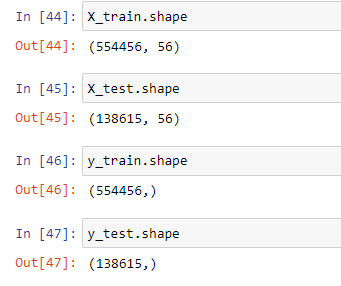 In [44]: X_train.shape
Out[44]: (554456, 56)
In [45]: X_test.shape
Out[45]: (138615, 56)
In [46]: y_train.shape
Out[46]: (554456,)
In [47]: y_test.shape
Out[47]: (138615,)